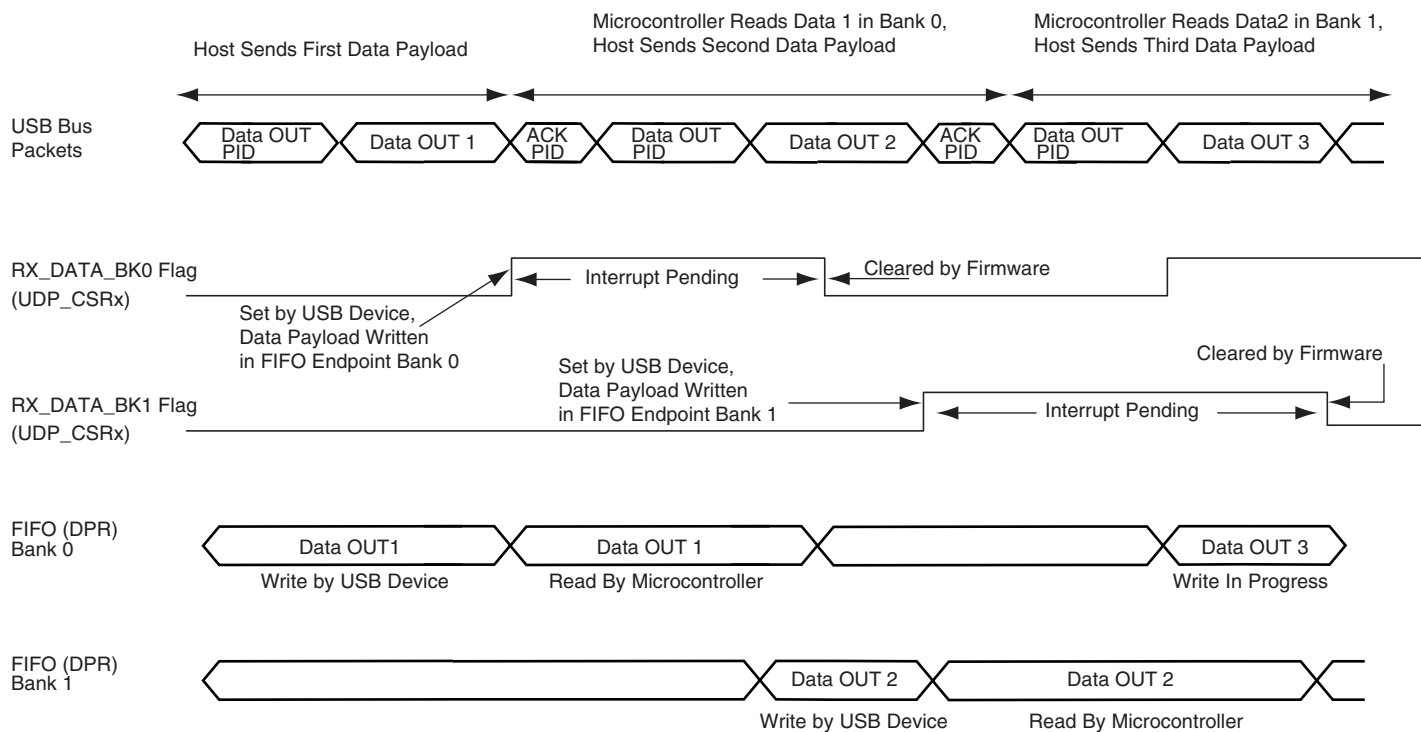 Host Sends First Data Payload
Microcontroller Reads Data 1 in Bank 0,
Host Sends Second Data Payload
Microcontroller Reads Data2 in Bank 1,
Host Sends Third Data Payload
USB Bus
Packets
Data OUT
PID
Data OUT 1
ACK
PID
Data OUT
PID
Data OUT 2
ACK
PID
Data OUT
PID
Data OUT 3
RX_DATA_BK0 Flag
(UDP_CSRx)
Interrupt Pending
Cleared by Firmware
Set by USB Device,
Data Payload Written
in FIFO Endpoint Bank 0
RX_DATA_BK1 Flag
(UDP_CSRx)
Set by USB Device,
Data Payload Written
in FIFO Endpoint Bank 1
Interrupt Pending
Cleared by Firmware
FIFO (DPR)
Bank 0
Data OUT1
Data OUT 1
Data OUT 3
Write by USB Device
Read By Microcontroller
Write In Progress
FIFO (DPR)
Bank 1
Data OUT 2
Data OUT 2
Write by USB Device
Read By Microcontroller